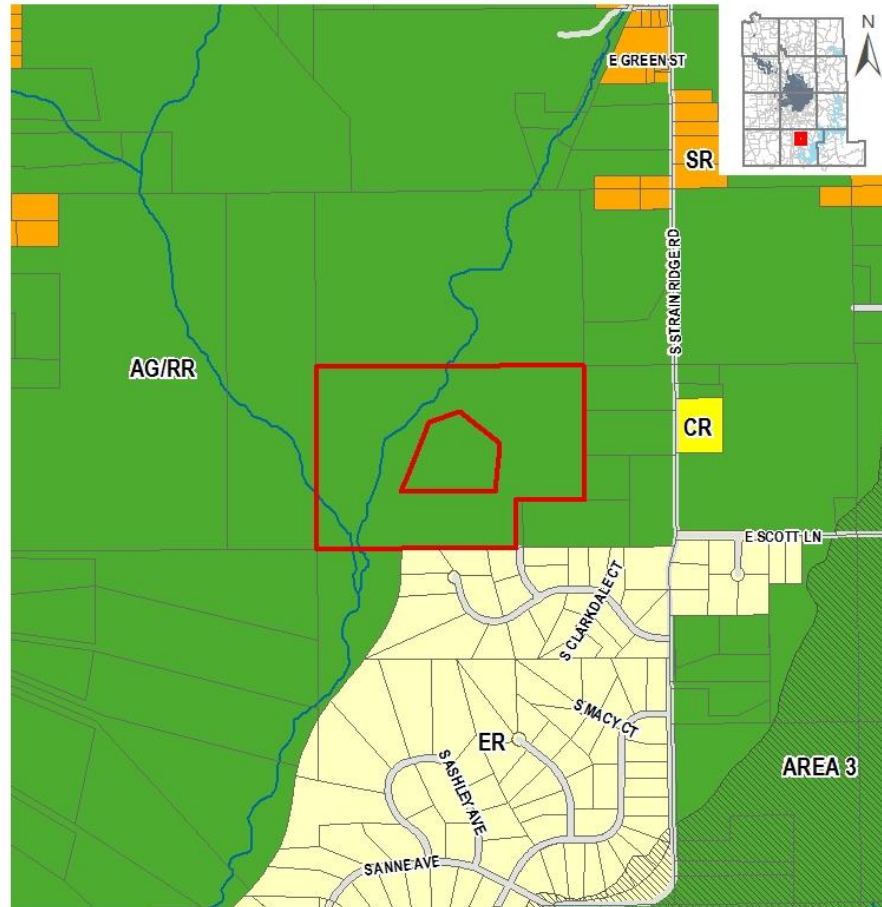 N
E GREEN ST
SR
S STRAIN RIDGE RD
AG/RR
CR
E SCOTT LN
S CLARKDALE CT
S MACY CT
ER
S ASHLEY AVE
AREA 3
S ANNE AVE